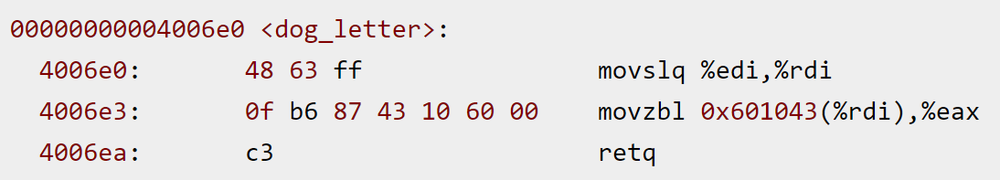 00000000004006e0 <dog_letter>:
4006e0: 48 63 ff movslq %edi,%rdi
4006e3: 0f b6 87 43 10 60 00 movzbl 0x601043(%rdi),%eax
4006ea: c3 retq